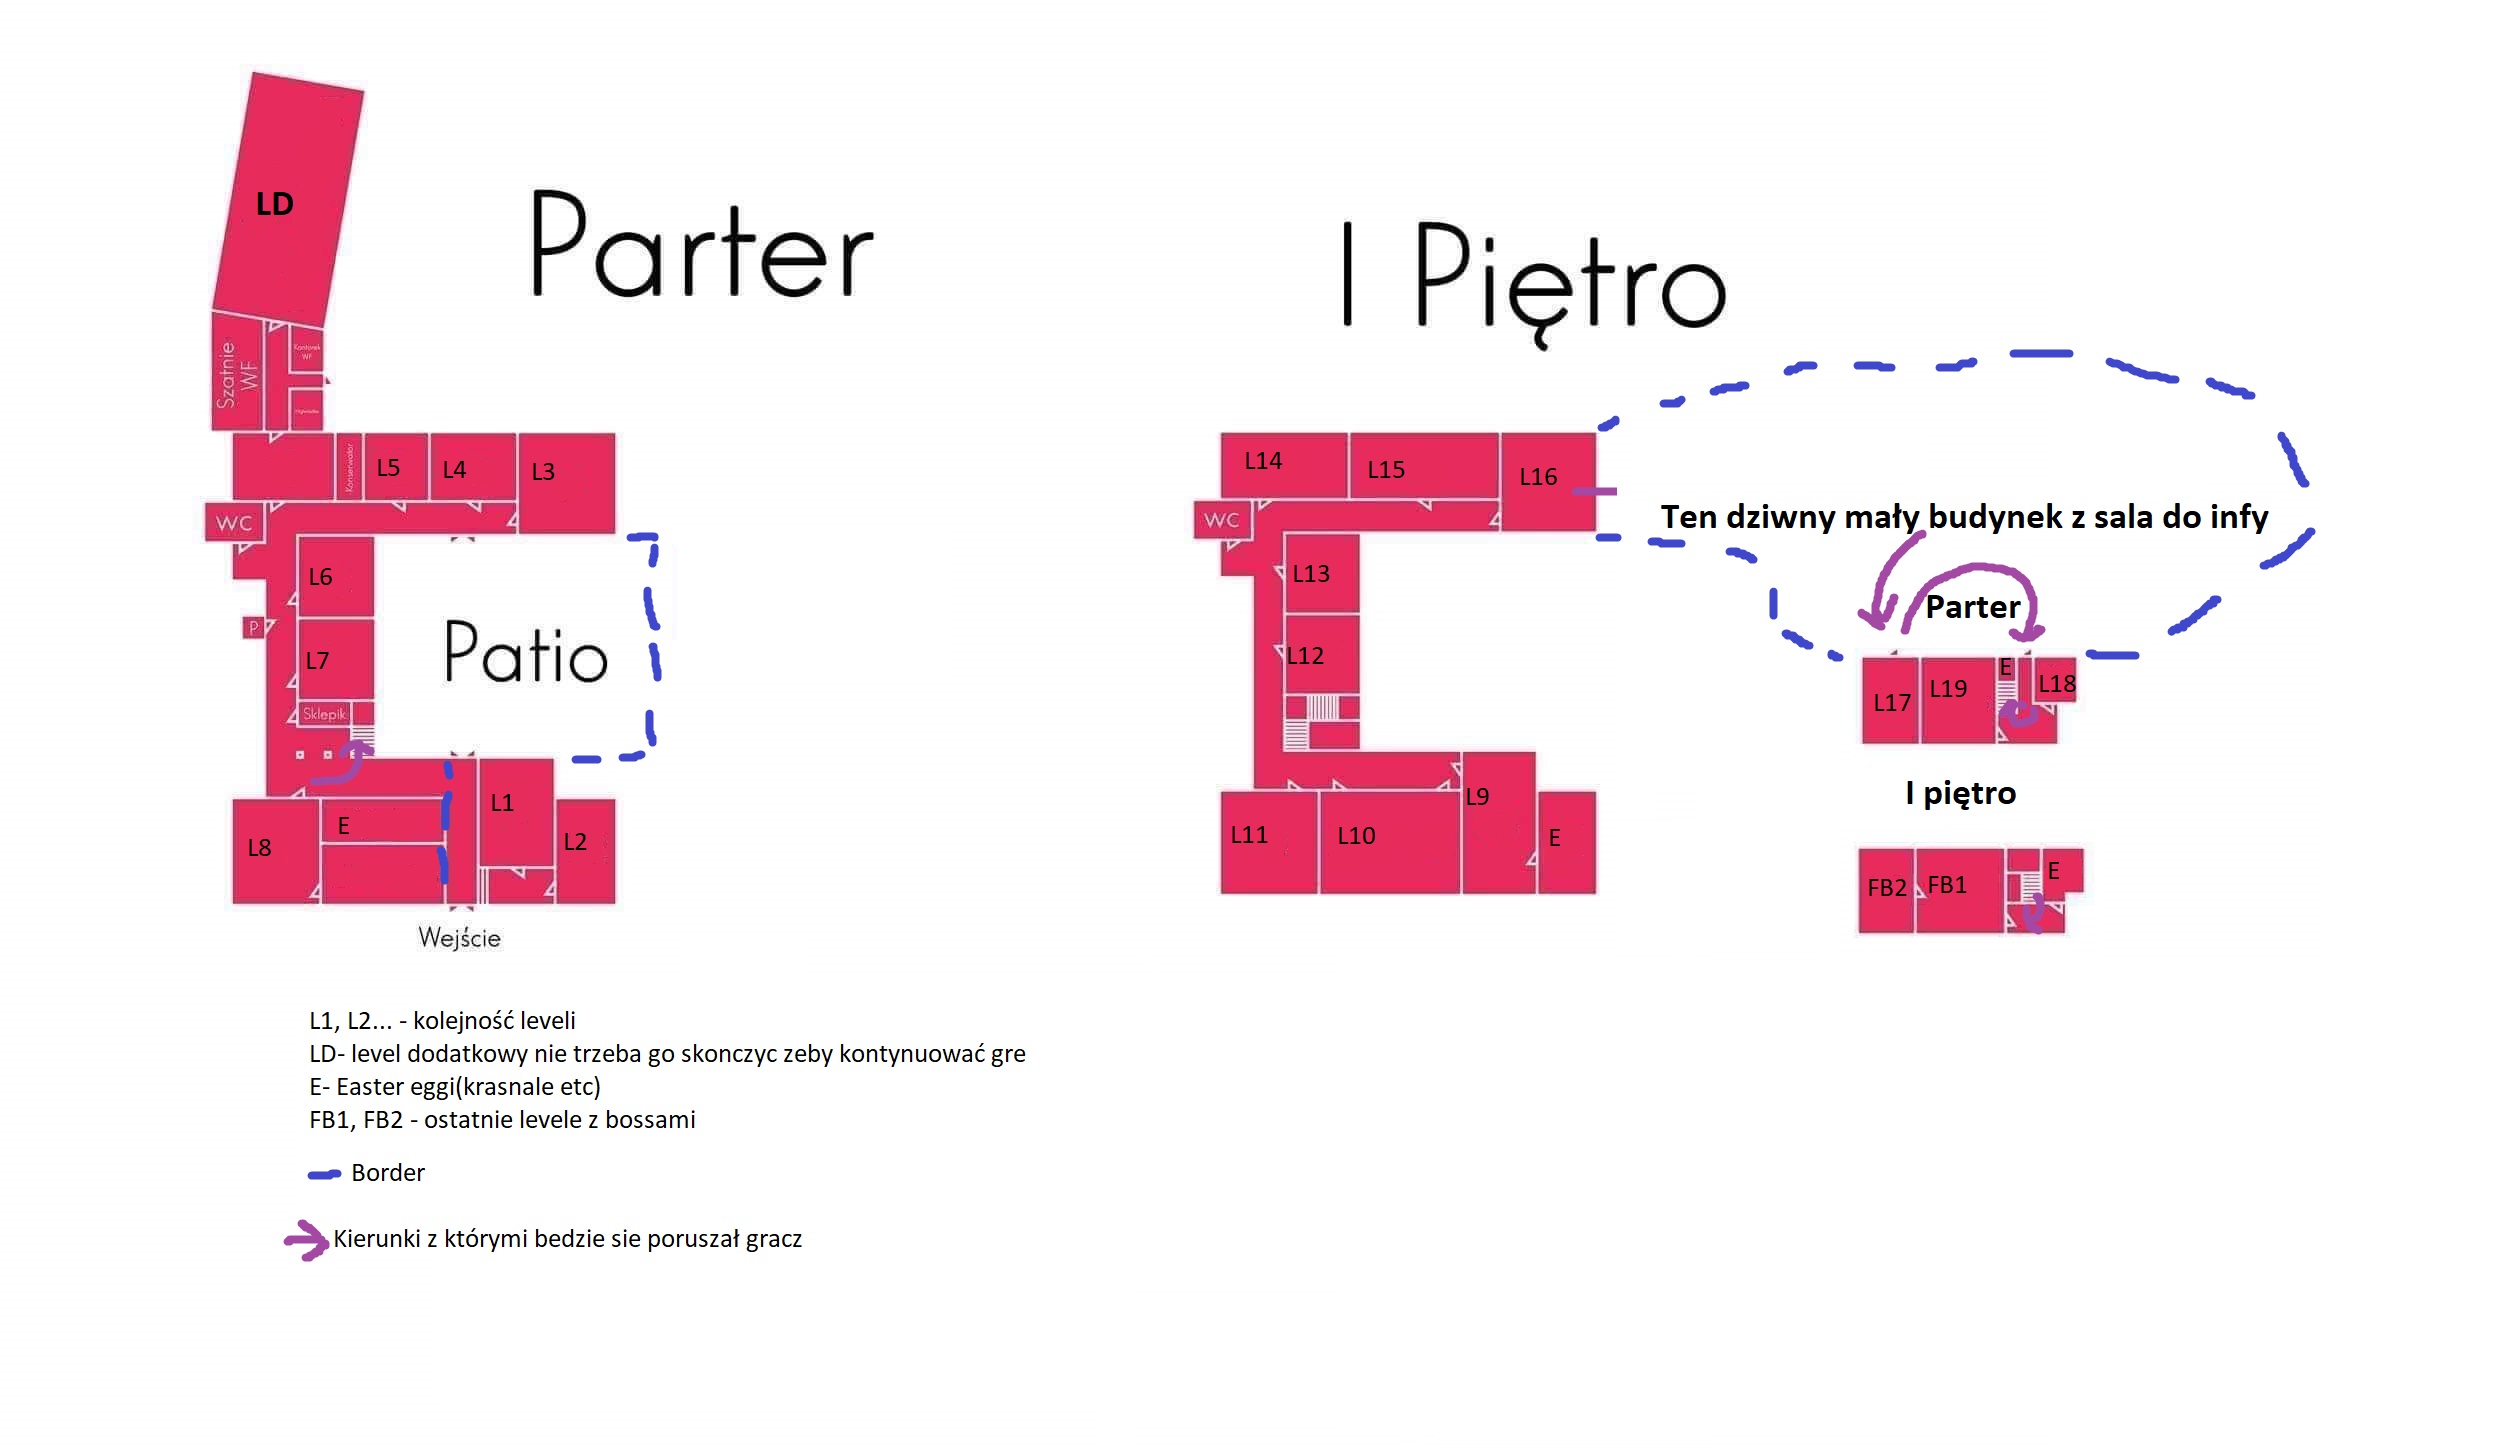 LD
Parter
I Piętro
Szatnie
WF
Kantorek
WF
L5
L4
L3
Konserwator
WC
L6
P
L7
Sklepik
Patio
L1
L8
E
L2
Wejście
L14
L15
L16
WC
L13
L12
L9
L11
L10
E
Ten dziwny mały budynek z sala do infy
Parter
E
L17
L19
L18
I piętro
FB2
FB1
E
L1, L2... - kolejność leveli
LD- level dodatkowy nie trzeba go skonczyc zeby kontynuować gre
E- Easter eggi(krasnale etc)
FB1, FB2 - ostatnie levele z bossami
Border
Kierunki z którymi bedzie sie poruszał gracz